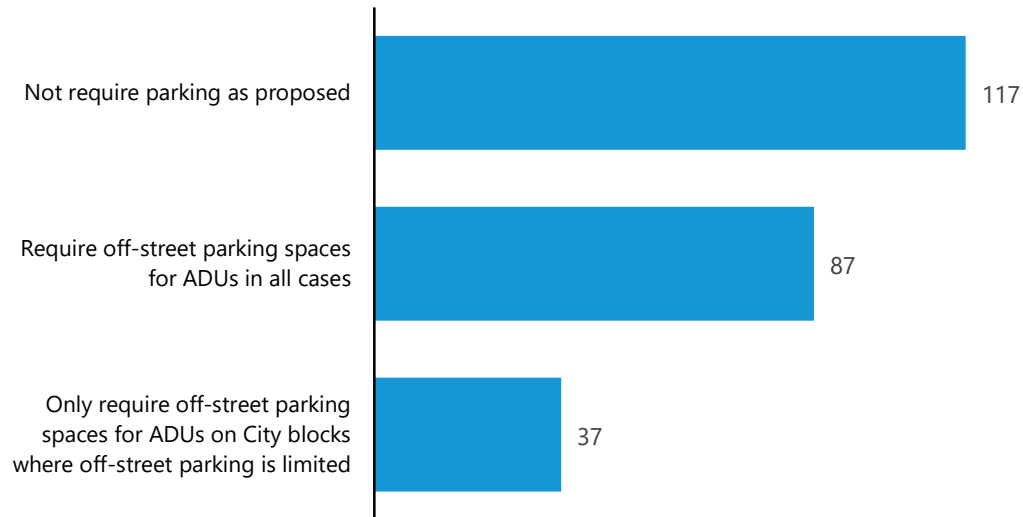 Not require parking as proposed
117
Require off-street parking spaces
for ADUs in all cases
87
Only require off-street parking
spaces for ADUs on City blocks
where off-street parking is limited
37